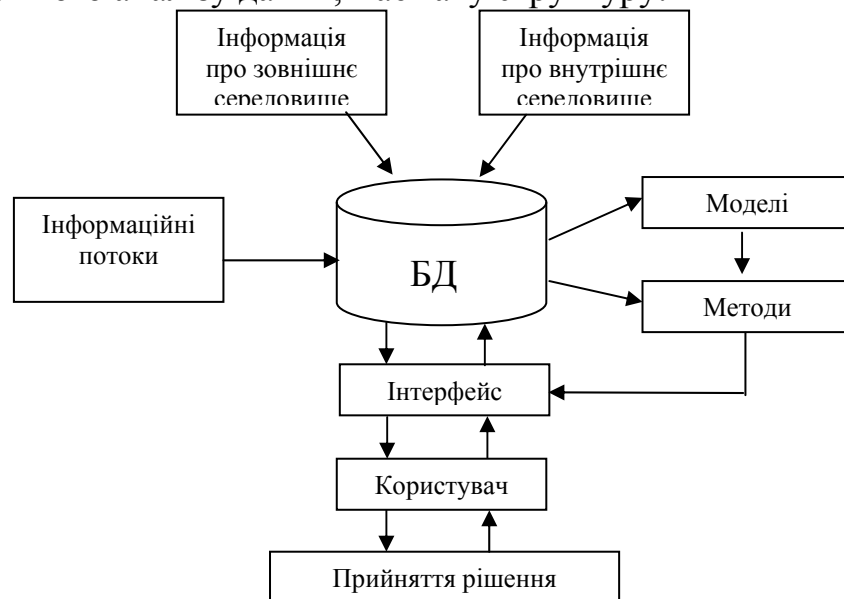 Інформація
про зовнішнє
середовище
Інформація
про внутрішнє
середовище
Інформаційні
потоки
БД
Моделі
Методи
Інтерфейс
Користувач
Прийняття рішення